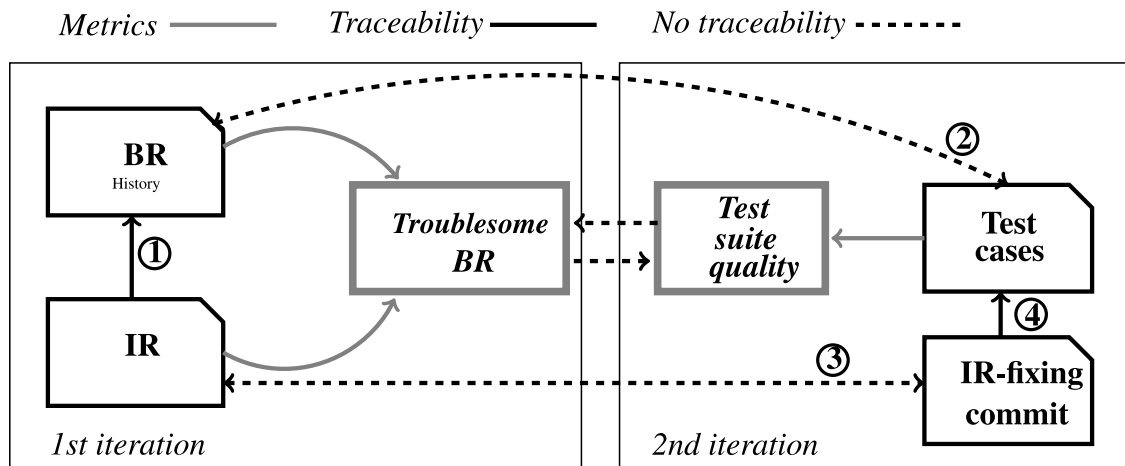 Metrics
Traceability
No traceability
BR
History
1
IR
Troublesome
BR
1st iteration
2
Test
suite
quality
Test
cases
4
3
IR-fixing
commit
2nd iteration